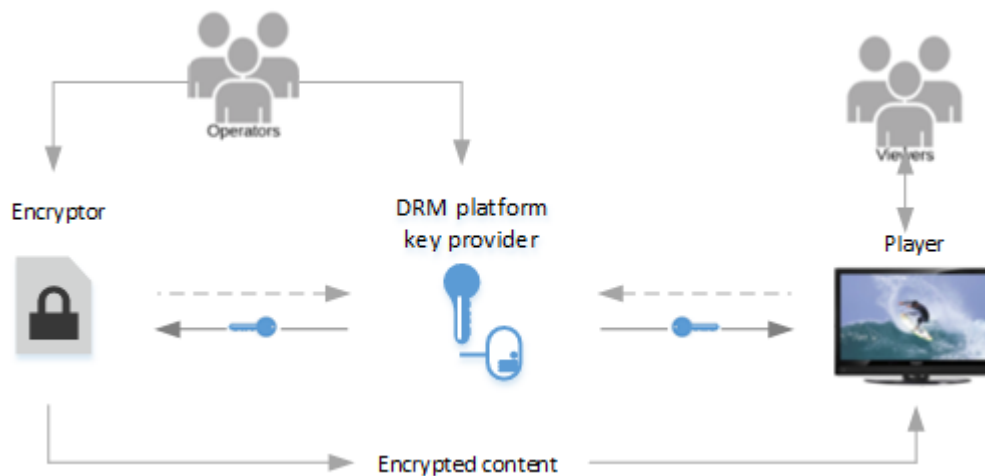 Operators
Viewers
Encryptor
DRM platform
key provider
Player
Encrypted content